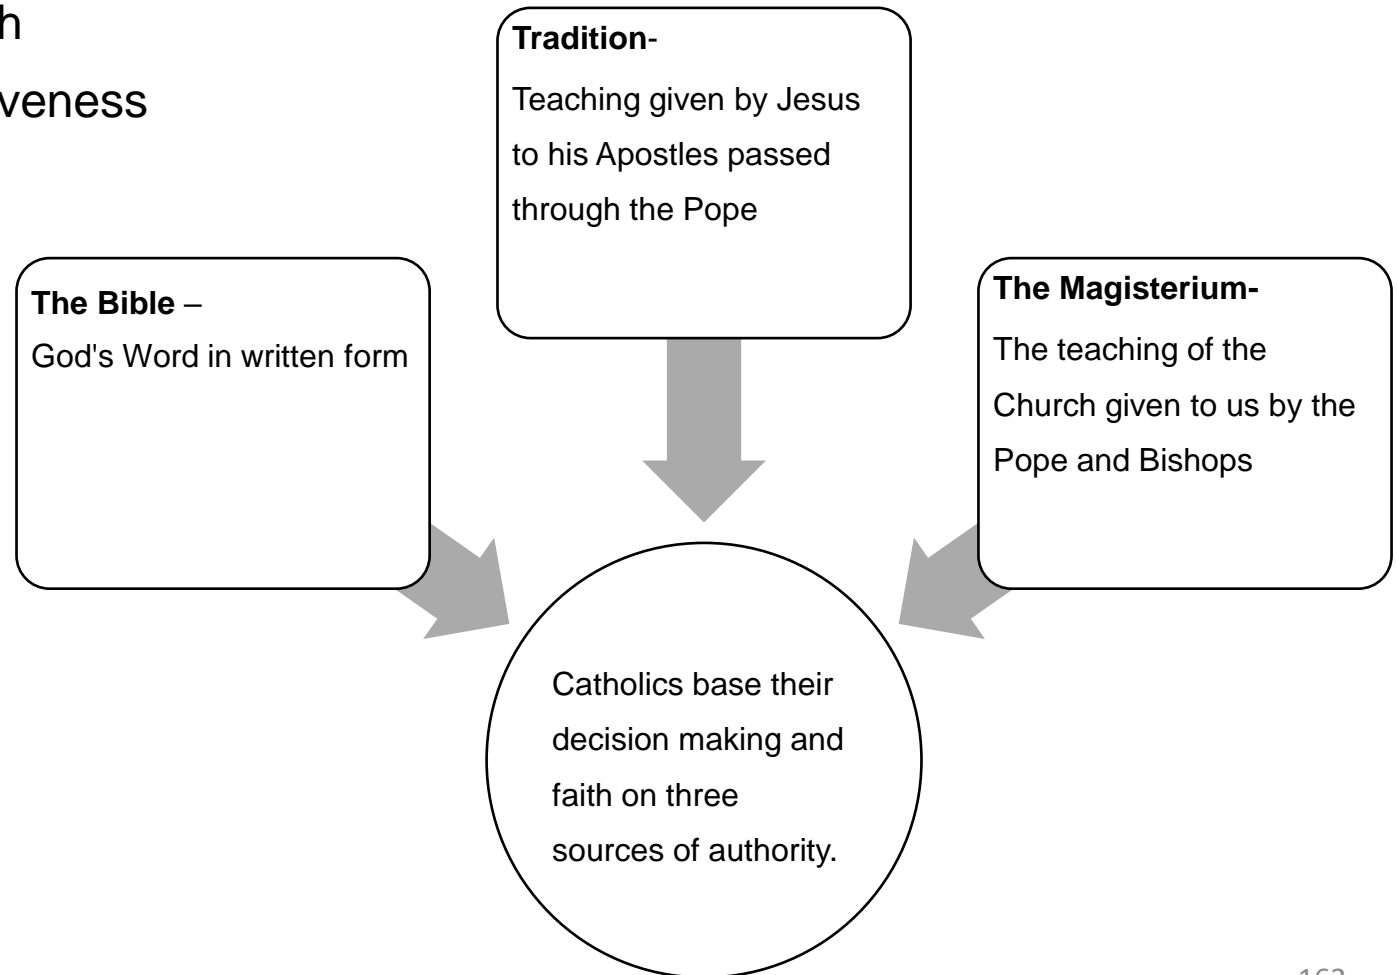 h
veness
Tradition-
Teaching given by Jesus
to his Apostles passed
through the Pope
The Bible –
God's Word in written form
The Magisterium-
The teaching of the
Church given to us by the
Pope and Bishops
Catholics base their
decision making and
faith on three
sources of authority.